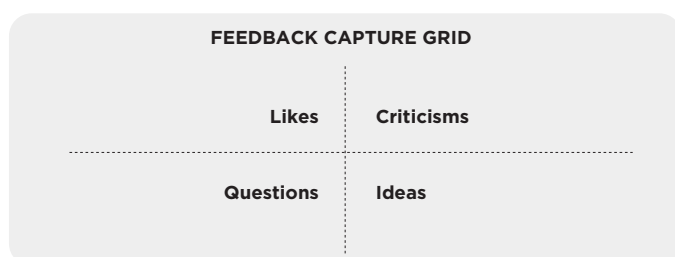 FEEDBACK CAPTURE GRID
Likes
Criticisms
Questions
Ideas